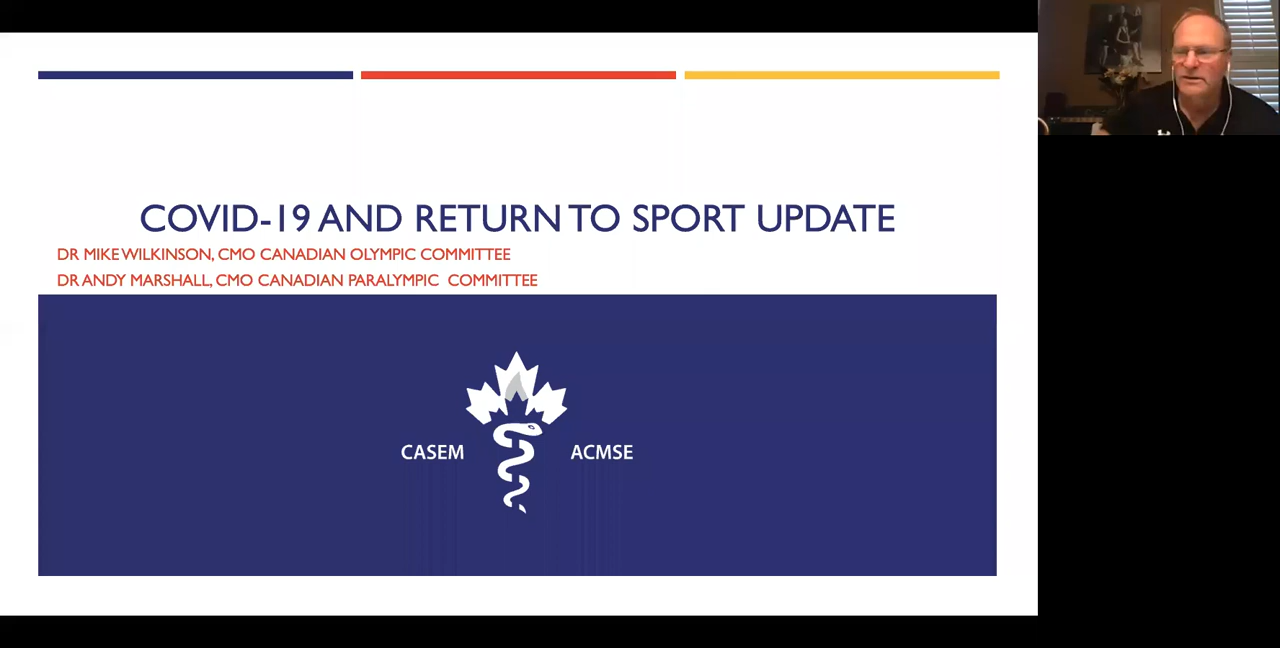 COVID-19 AND RETURN TO SPORT UPDATE
DR MIKE WILKINSON, CMO CANADIAN OLYMPIC COMMITTEE
DR ANDY MARSHALL, CMO CANADIAN PARALYMPIC COMMITTEE
CASEM ACMSE